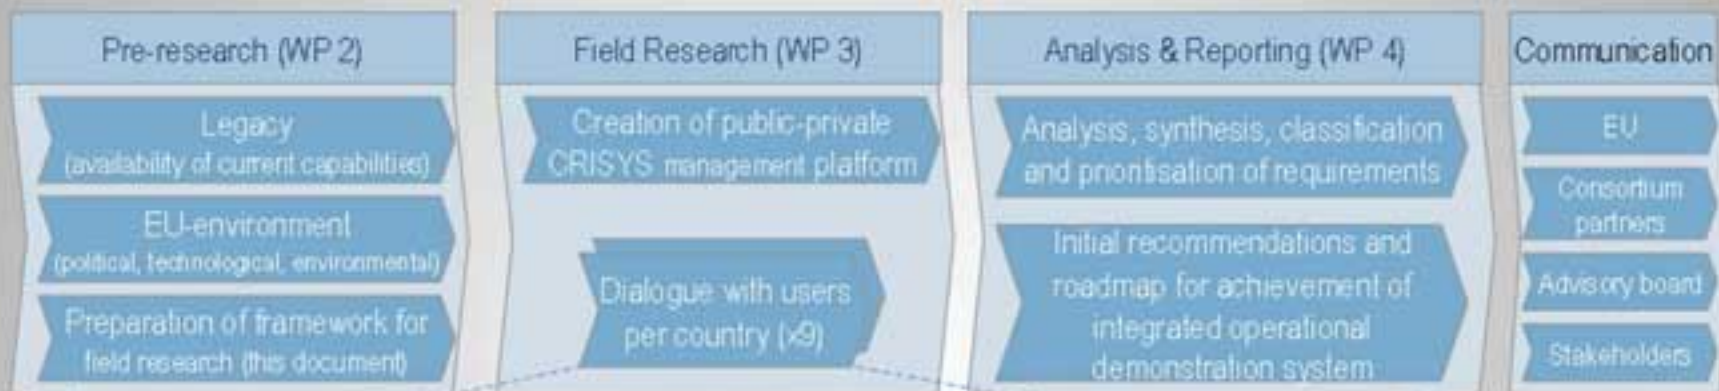 Pre-research (WP 2)
Legacy
(availability of current capabilities)
EU-environment
(political, technological, environmental)
Preparation of framework for
field research (this document)
Field Research (WP 3)
Creation of public-private
CRISYS management platform
Dialogue with users
per country (x9)
Analysis & Reporting (WP 4)
Analysis, synthesis, classification
and prioritisation of requirements
Initial recommendations and
roadmap for achievement of
integrated operational
demonstration system
Communication
EU
Consortium
partners
Advisory board
Stakeholders